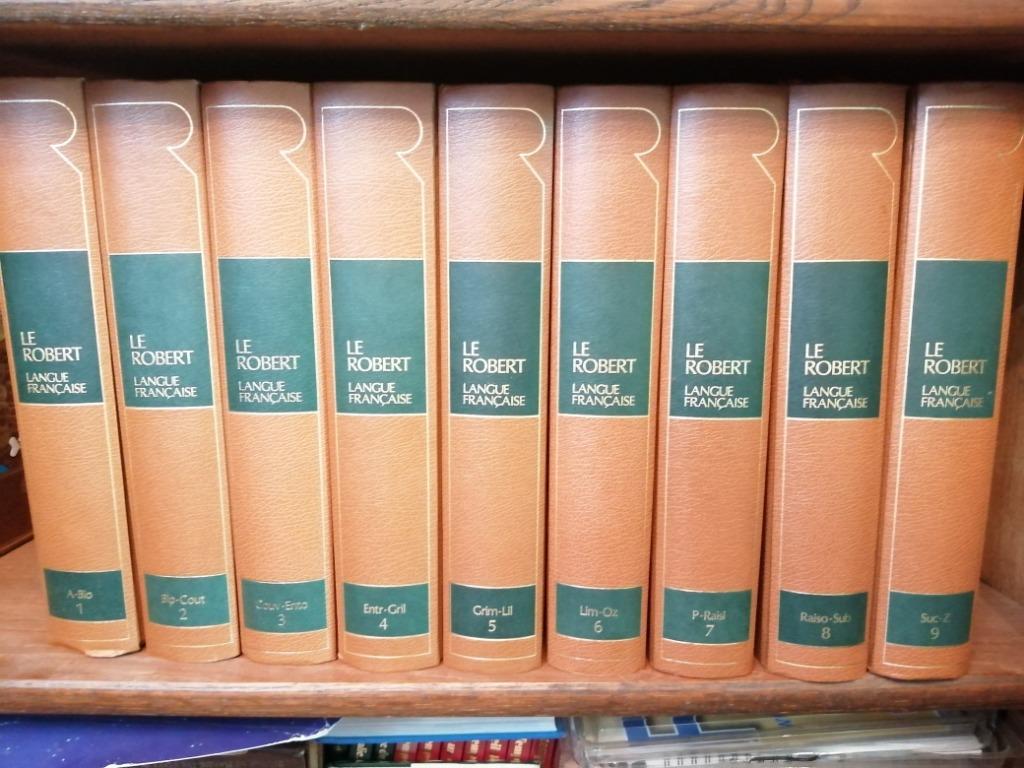 LE
ROBERT
LANGUE
FRANÇAISE
A-Bio
1
LE
ROBERT
LANGUE
FRANÇAISE
Bip-Cout
2
LE
ROBERT
LANGUE
FRANÇAISE
Couv-Ento
3
LE
ROBERT
LANGUE
FRANÇAISE
Entr-Gril
4
LE
ROBERT
LANGUE
FRANÇAISE
Grim-Lil
5
LE
ROBERT
LANGUE
FRANÇAISE
Lim-Oz
6
LE
ROBERT
LANGUE
FRANÇAISE
P-Raisi
7
LE
ROBERT
LANGUE
FRANÇAISE
Raiso-Sub
8
LE
ROBERT
LANGUE
FRANÇAISE
Suc-Z
9